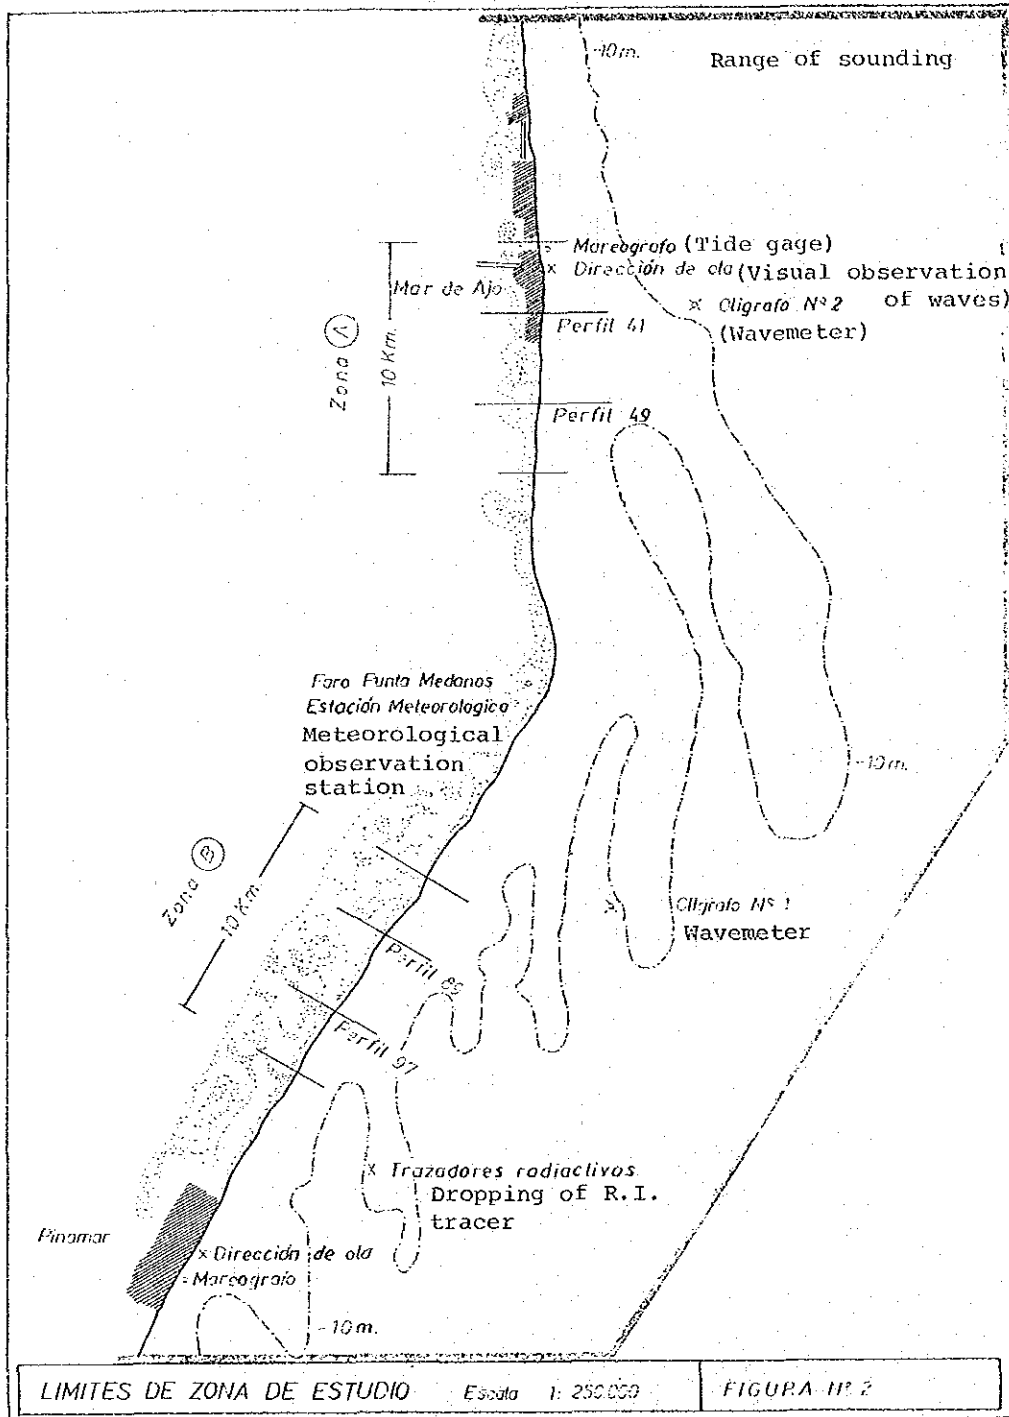 -10m.
Range of sounding
Mareografo (Tide gage)
Dirección de ola (Visual observation
of waves)
Oligrafo Nº 2
(Wavemeter)
Mar de Ajo
Zona A
10 Km.
Perfil 41
Perfil 49
Faro Punta Medanos
Estación Meteorologico
Meteorological
observation
station
-10m.
Zona B
10 Km.
Oligrafo Nº 1
Wavemeter
Perfil 89
Perfil 97
Trazadores radiactivos
Dropping of R.I.
tracer
Pinamar
Dirección de ola
Mareografo
-10m.
LIMITES DE ZONA DE ESTUDIO Escala 1: 250.000 FIGURA Nº 2